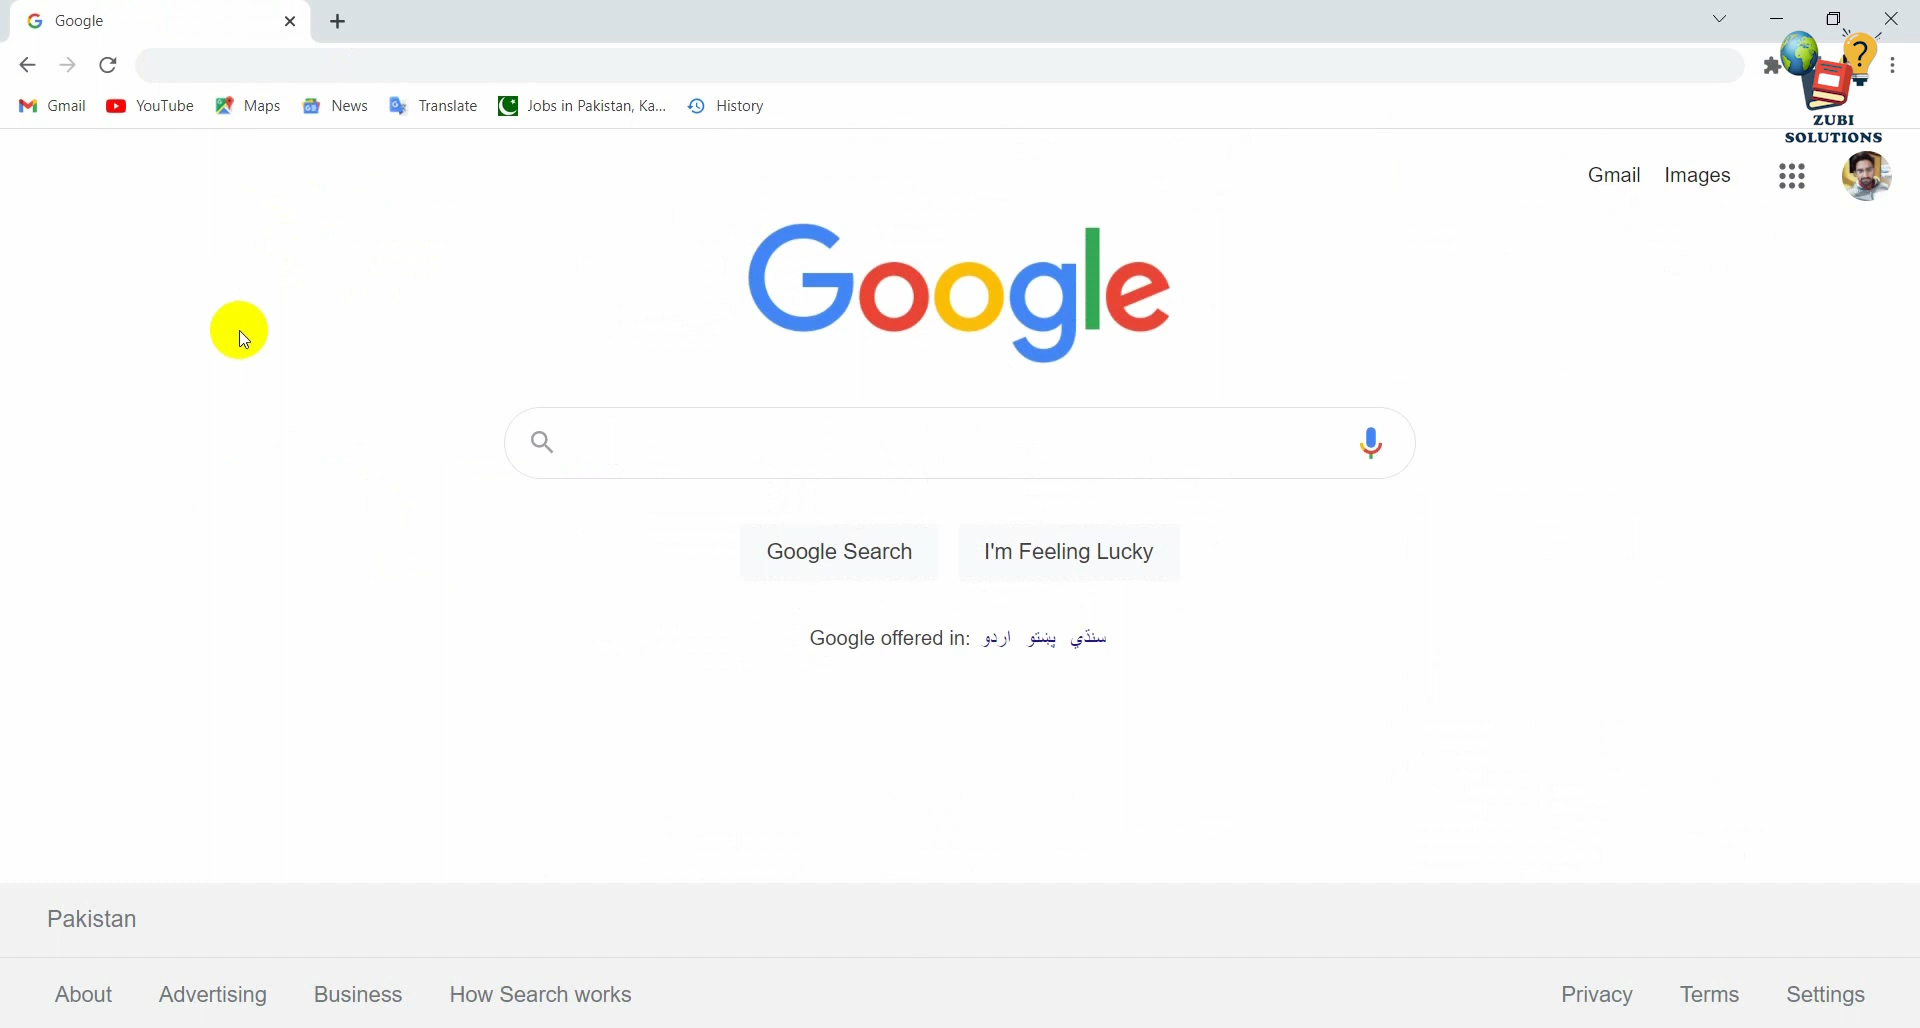 Google
Gmail YouTube Maps News Translate Jobs in Pakistan, Ka... History
ZUBI
SOLUTIONS
Gmail Images
Google
Google Search I'm Feeling Lucky
Google offered in: اردو پښتو سنڌي
Pakistan
About Advertising Business How Search works Privacy Terms Settings